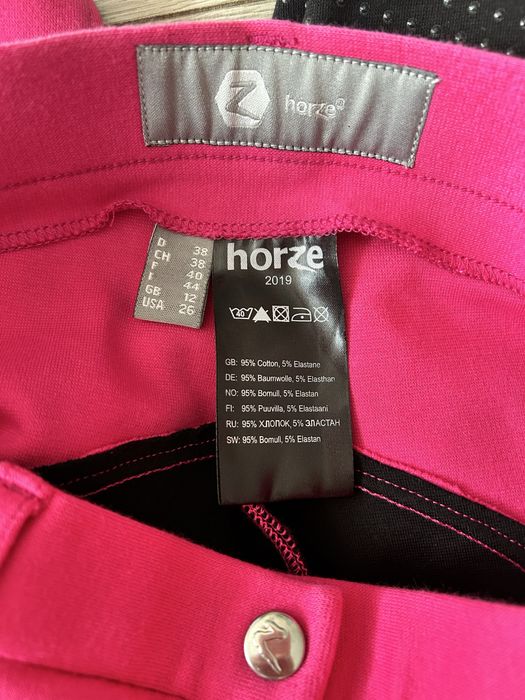 horze®
D 38
CH 38
F 40
I 44
GB 12
USA 26
horze
2019
40
GB: 95% Cotton, 5% Elastane
DE: 95% Baumwolle, 5% Elasthan
NO: 95% Bomull, 5% Elastan
FI: 95% Puuvilla, 5% Elastaani
RU: 95% ХЛОПОК, 5% ЭЛАСТАН
SW: 95% Bomull, 5% Elastan